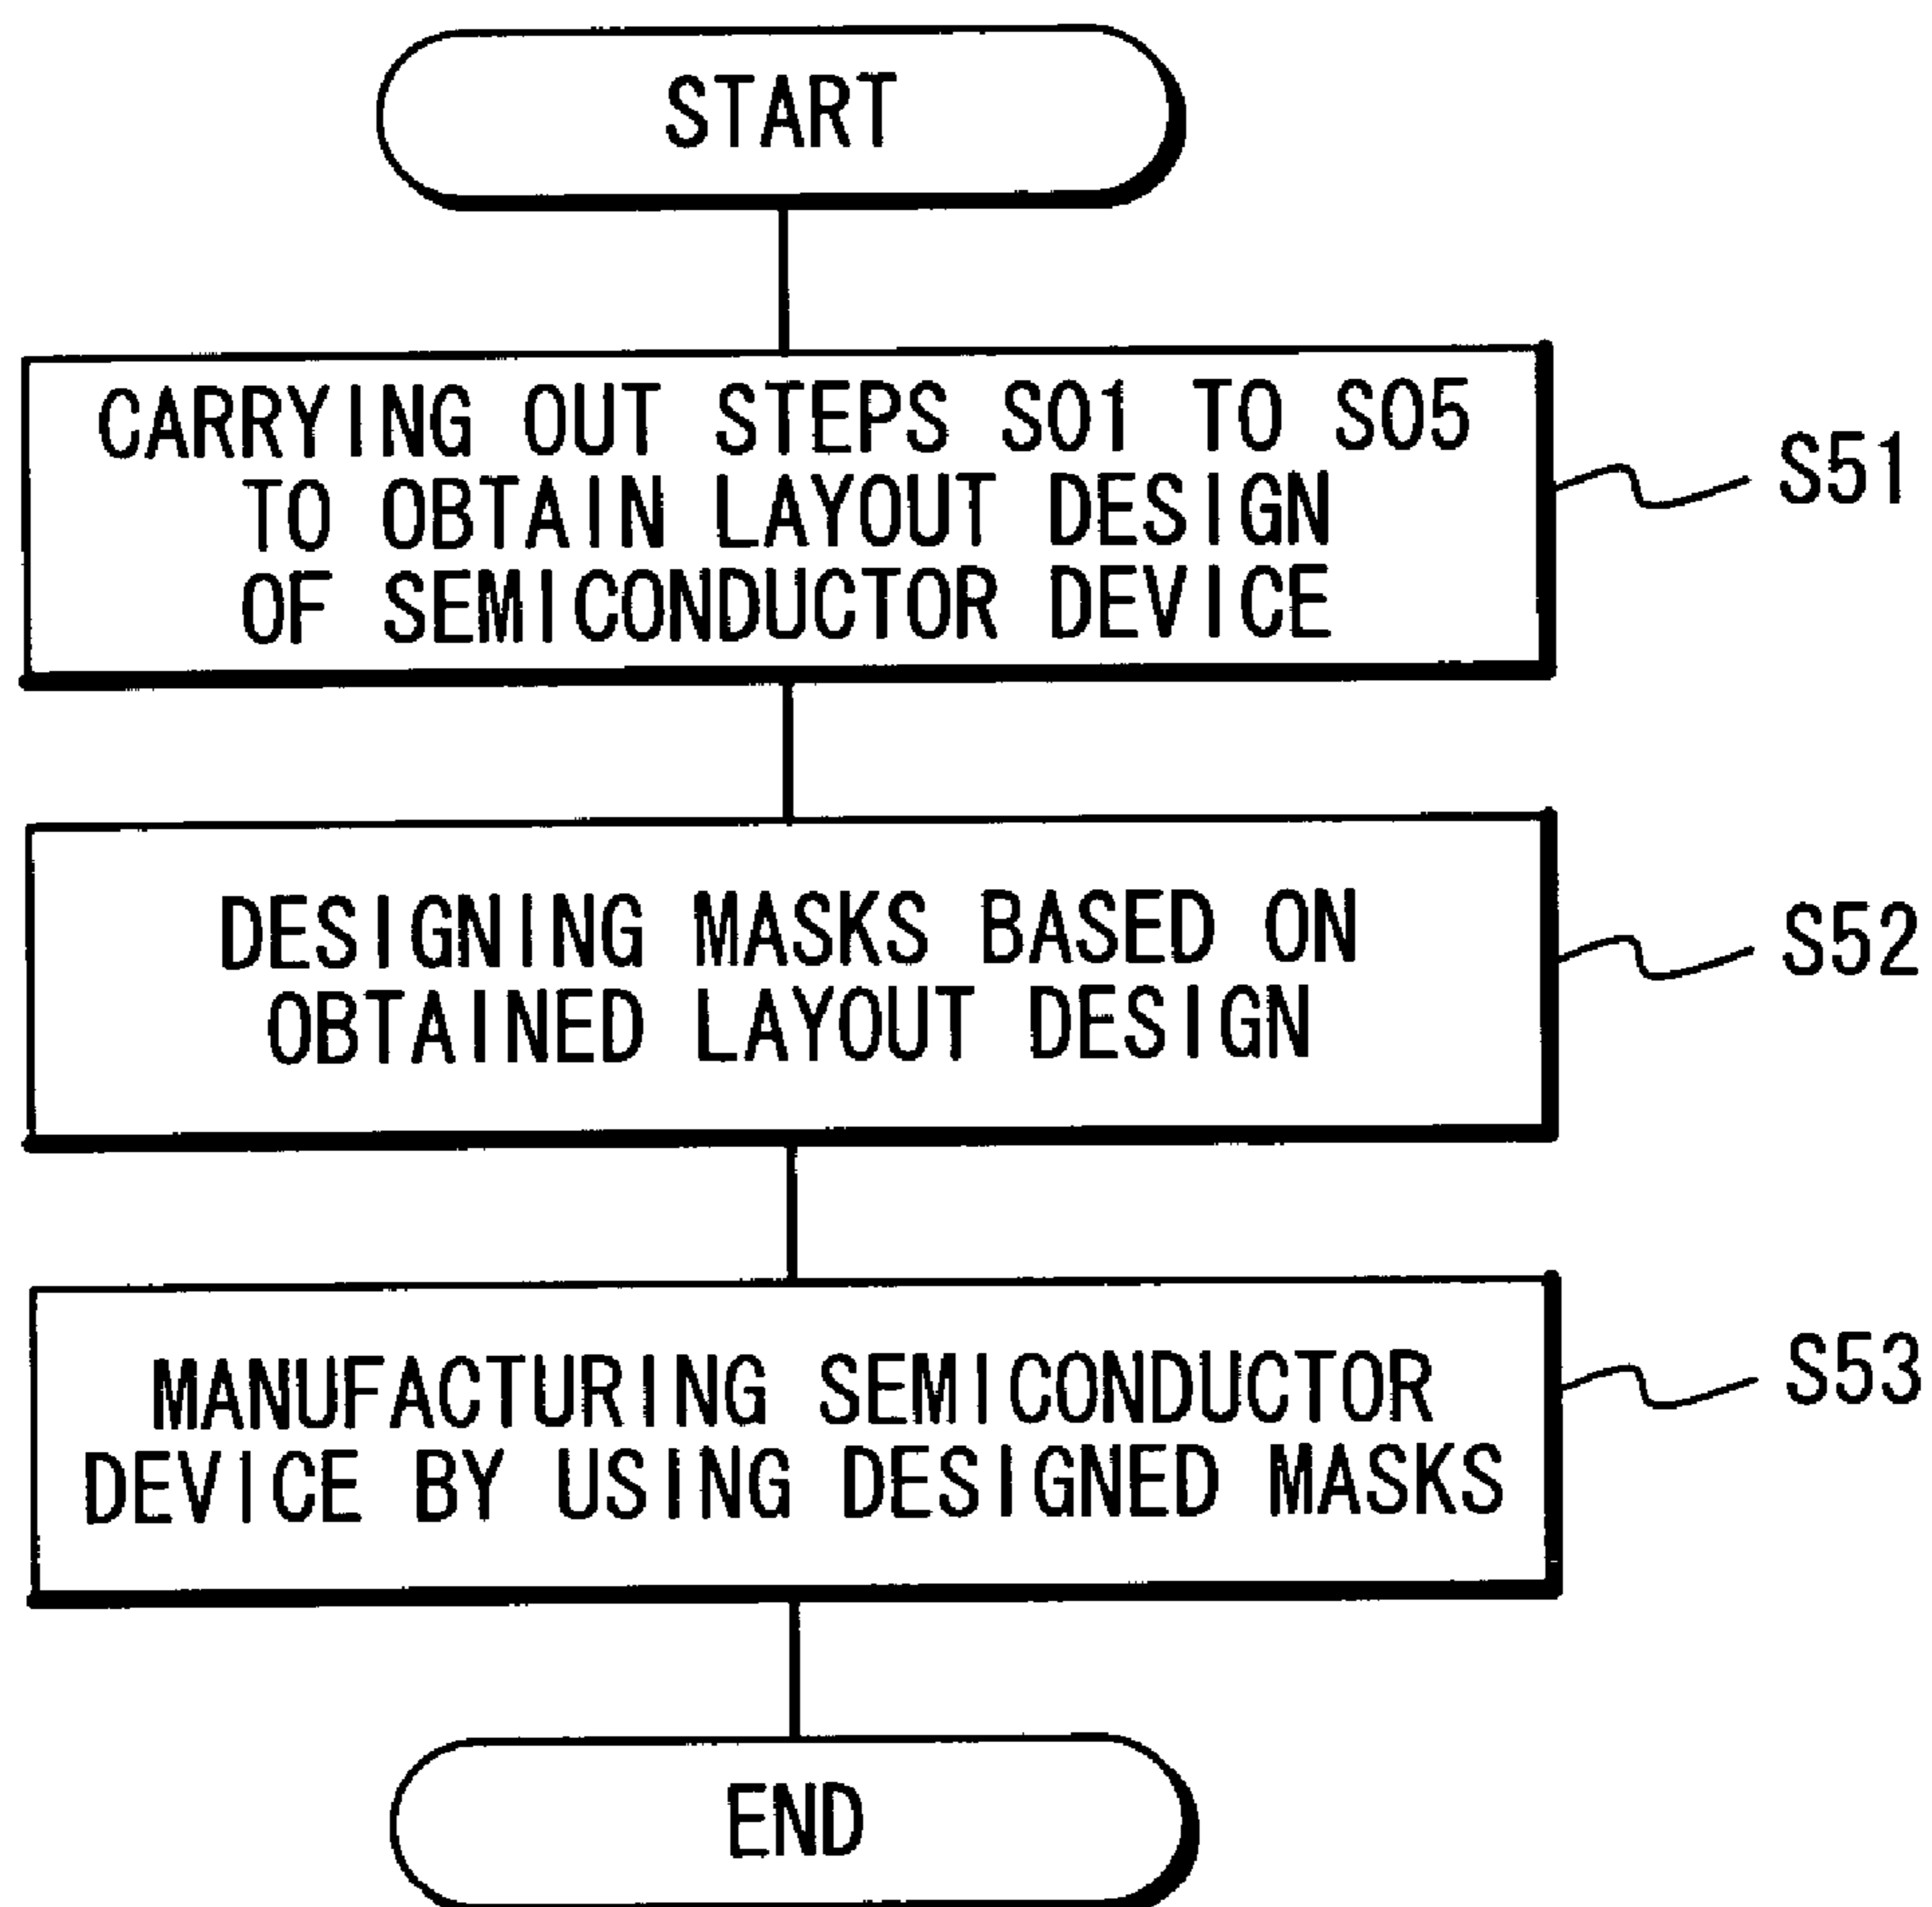 START
CARRYING OUT STEPS S01 TO S05
TO OBTAIN LAYOUT DESIGN
OF SEMICONDUCTOR DEVICE
S51
DESIGNING MASKS BASED ON
OBTAINED LAYOUT DESIGN
S52
MANUFACTURING SEMICONDUCTOR
DEVICE BY USING DESIGNED MASKS
S53
END